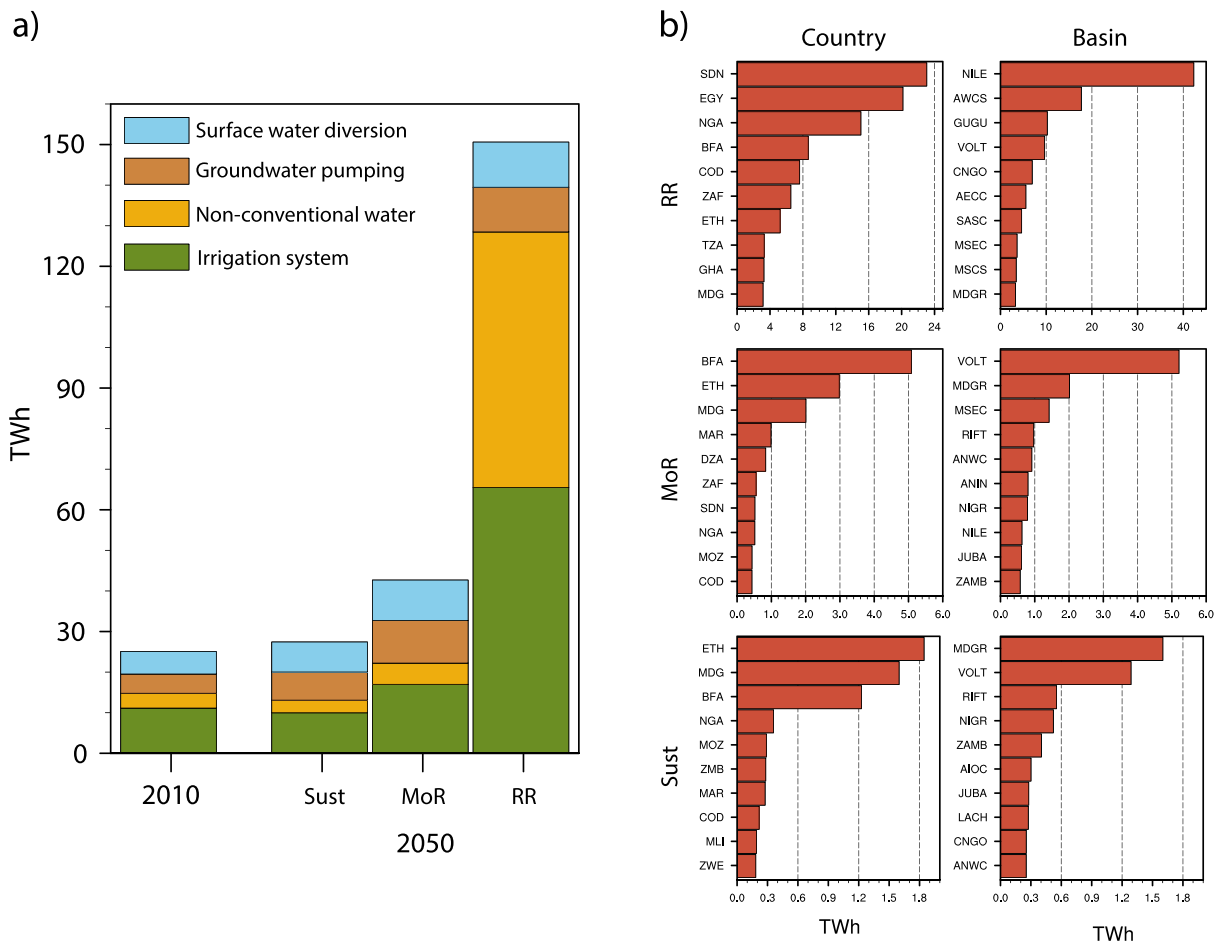 a)
TWh
150
120
90
60
30
0
Surface water diversion
Groundwater pumping
Non-conventional water
Irrigation system
2010
Sust
MoR
RR
2050
b)
Country
Basin
RR
SDN
EGY
NGA
BFA
COD
ZAF
ETH
TZA
GHA
MDG
0 4 8 12 16 20 24
NILE
AWCS
GUGU
VOLT
CNGO
AECC
SASC
MSEC
MSCS
MDGR
0 10 20 30 40
MoR
BFA
ETH
MDG
MAR
DZA
ZAF
SDN
NGA
MOZ
COD
0.0 1.0 2.0 3.0 4.0 5.0 6.0
VOLT
MDGR
MSEC
RIFT
ANWC
ANIN
NIGR
NILE
JUBA
ZAMB
0.0 1.0 2.0 3.0 4.0 5.0 6.0
Sust
ETH
MDG
BFA
NGA
MOZ
ZMB
MAR
COD
MLI
ZWE
0.0 0.3 0.6 0.9 1.2 1.5 1.8
TWh
MDGR
VOLT
RIFT
NIGR
ZAMB
AIOC
JUBA
LACH
CNGO
ANWC
0.0 0.3 0.6 0.9 1.2 1.5 1.8
TWh